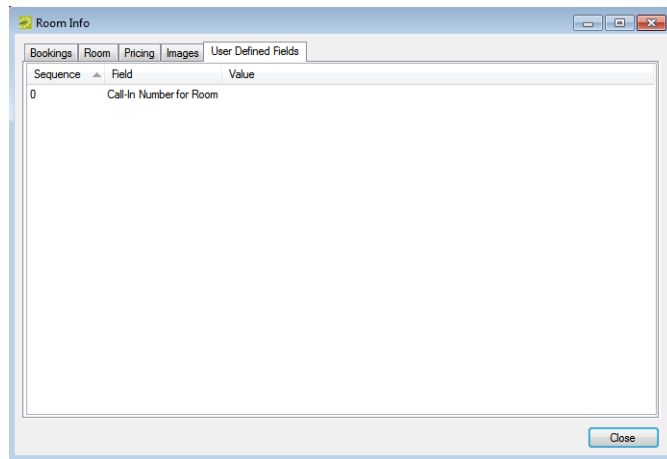 Room Info
Bookings Room Pricing Images User Defined Fields
Sequence Field Value
0 Call-In Number for Room
Close